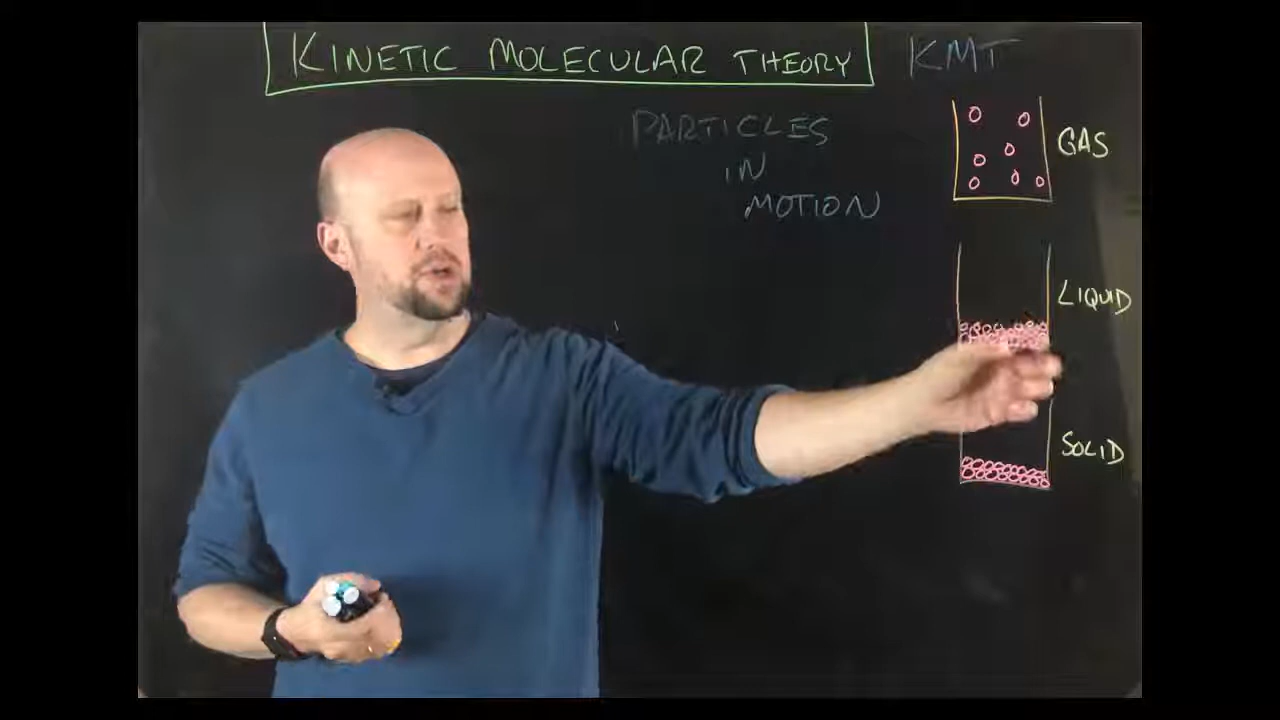 KINETIC MOLECULAR THEORY KMT
PARTICLES
IN
MOTION
GAS
LIQUID
SOLID